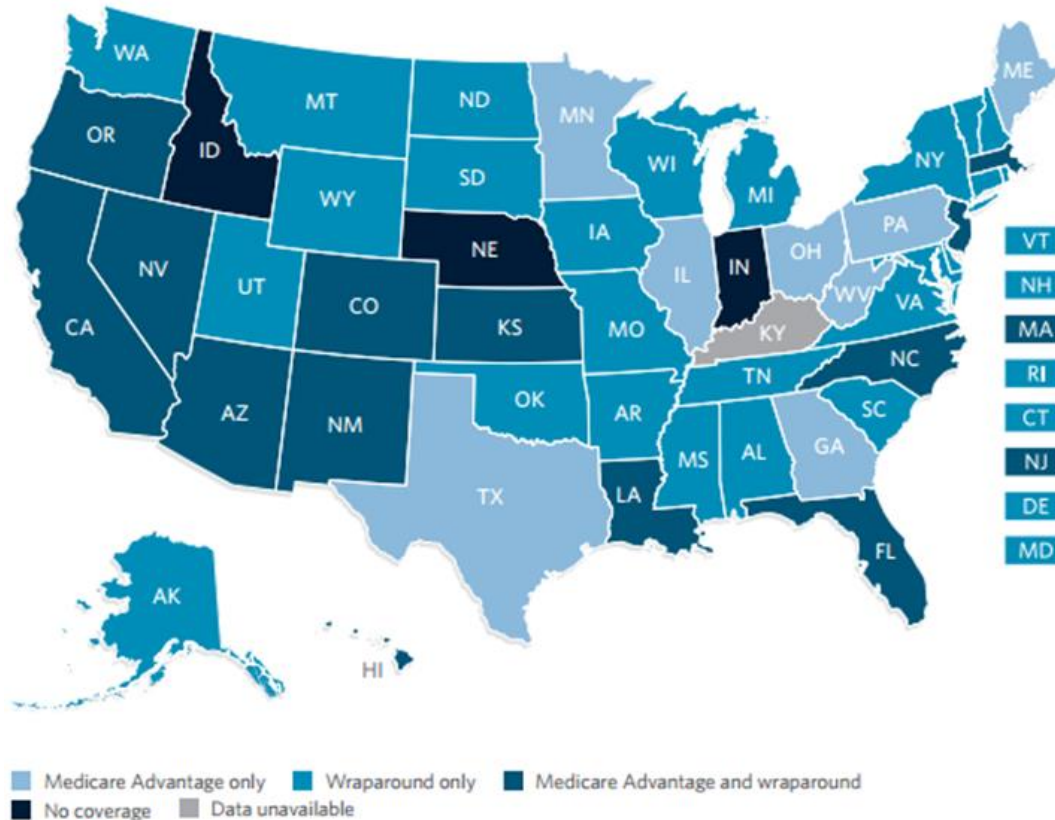 WA
MT
ND
MN
ME
OR
ID
SD
WI
NY
WY
MI
IA
PA
NE
NV
UT
CO
IL
IN
OH
WV
VA
VT
NH
MA
RI
CT
NJ
DE
MD
CA
KS
MO
KY
NC
TN
AZ
NM
OK
AR
SC
MS
AL
GA
TX
LA
FL
AK
HI
Medicare Advantage only
Wraparound only
Medicare Advantage and wraparound
No coverage
Data unavailable